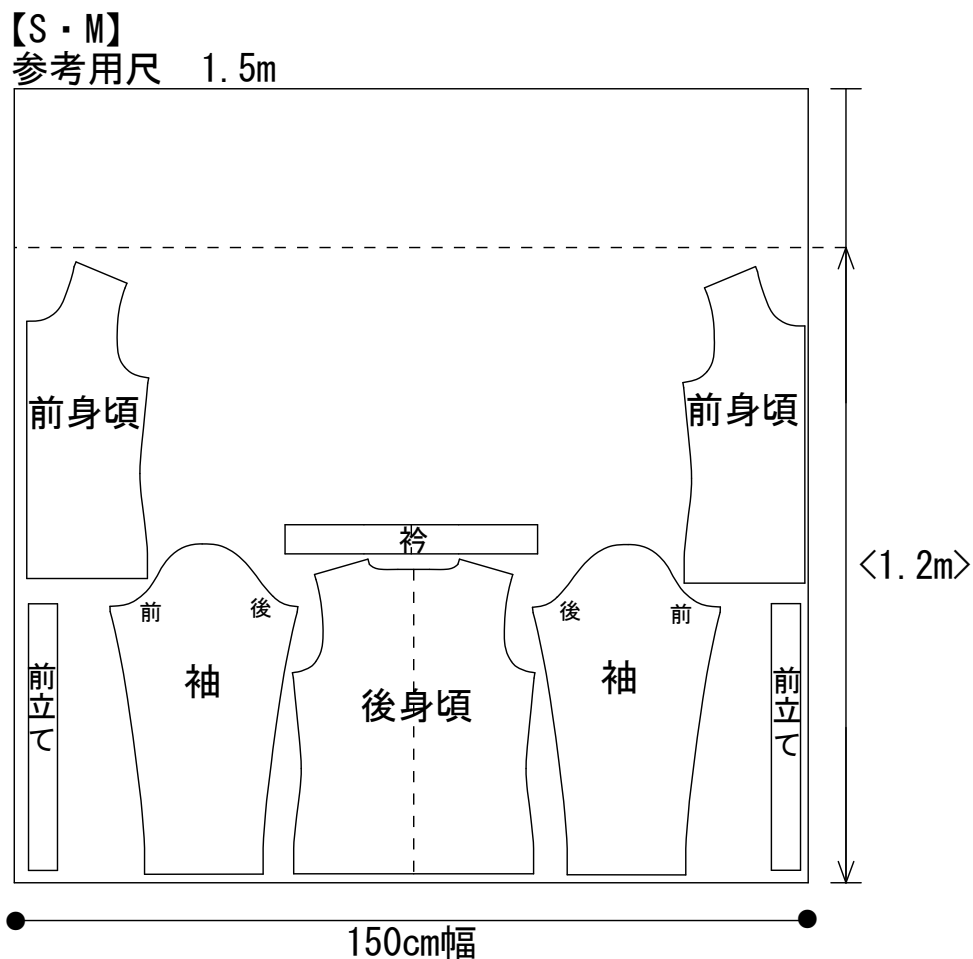 【S・M】
参考用尺　1.5m
前身頃
前身頃
衿
<1.2m>
前
後
後
前
前立て
袖
後身頃
袖
前立て
150cm幅